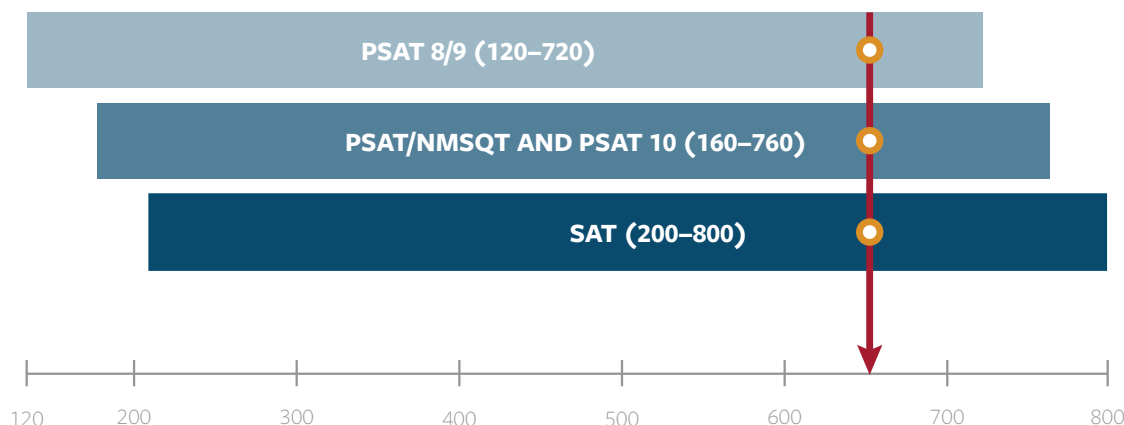 PSAT 8/9 (120–720)
PSAT/NMSQT AND PSAT 10 (160–760)
SAT (200–800)
120 200 300 400 500 600 700 800